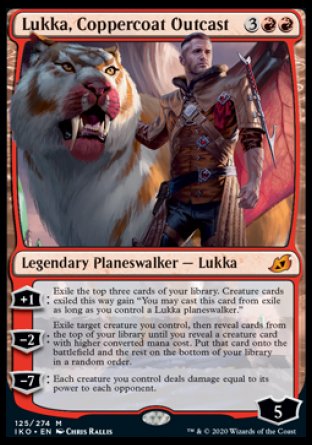 Lukka, Coppercoat Outcast 3
Legendary Planeswalker — Lukka
+1: Exile the top three cards of your library. Creature cards
exiled this way gain "You may cast this card from exile
as long as you control a Lukka planeswalker."
Exile target creature you control, then reveal cards from
the top of your library until you reveal a creature card
-2: with higher converted mana cost. Put that card onto the
battlefield and the rest on the bottom of your library
in a random order.
-7: Each creature you control deals damage equal to its
power to each opponent.
5
125/274 M
IKO • EN CHRIS RALLIS
™ & © 2020 Wizards of the Coast